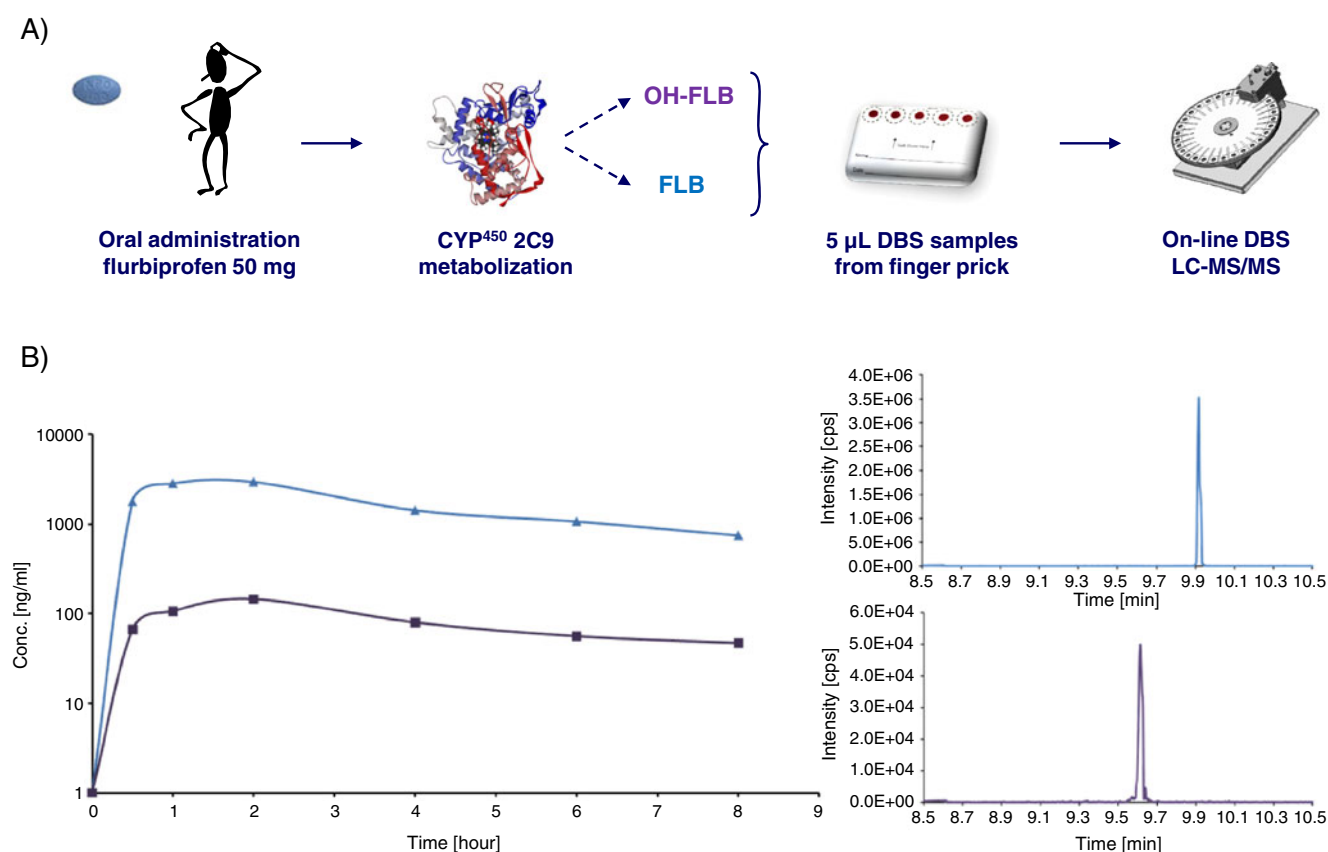 A)
OH-FLB
FLB
Oral administration
flurbiprofen 50 mg
CYP⁴⁵⁰ 2C9
metabolization
5 µL DBS samples
from finger prick
On-line DBS
LC-MS/MS
B)
Conc. [ng/ml]
10000
1000
100
10
1
0 1 2 3 4 5 6 7 8 9
Time [hour]
Intensity [cps]
4.0E+06
3.5E+06
3.0E+06
2.5E+06
2.0E+06
1.5E+06
1.0E+06
5.0E+05
0.0E+00
8.5 8.7 8.9 9.1 9.3 9.5 9.7 9.9 10.1 10.3 10.5
Time [min]
Intensity [cps]
6.0E+04
5.0E+04
4.0E+04
3.0E+04
2.0E+04
1.0E+04
0.0E+00
8.5 8.7 8.9 9.1 9.3 9.5 9.7 9.9 10.1 10.3 10.5
Time [min]